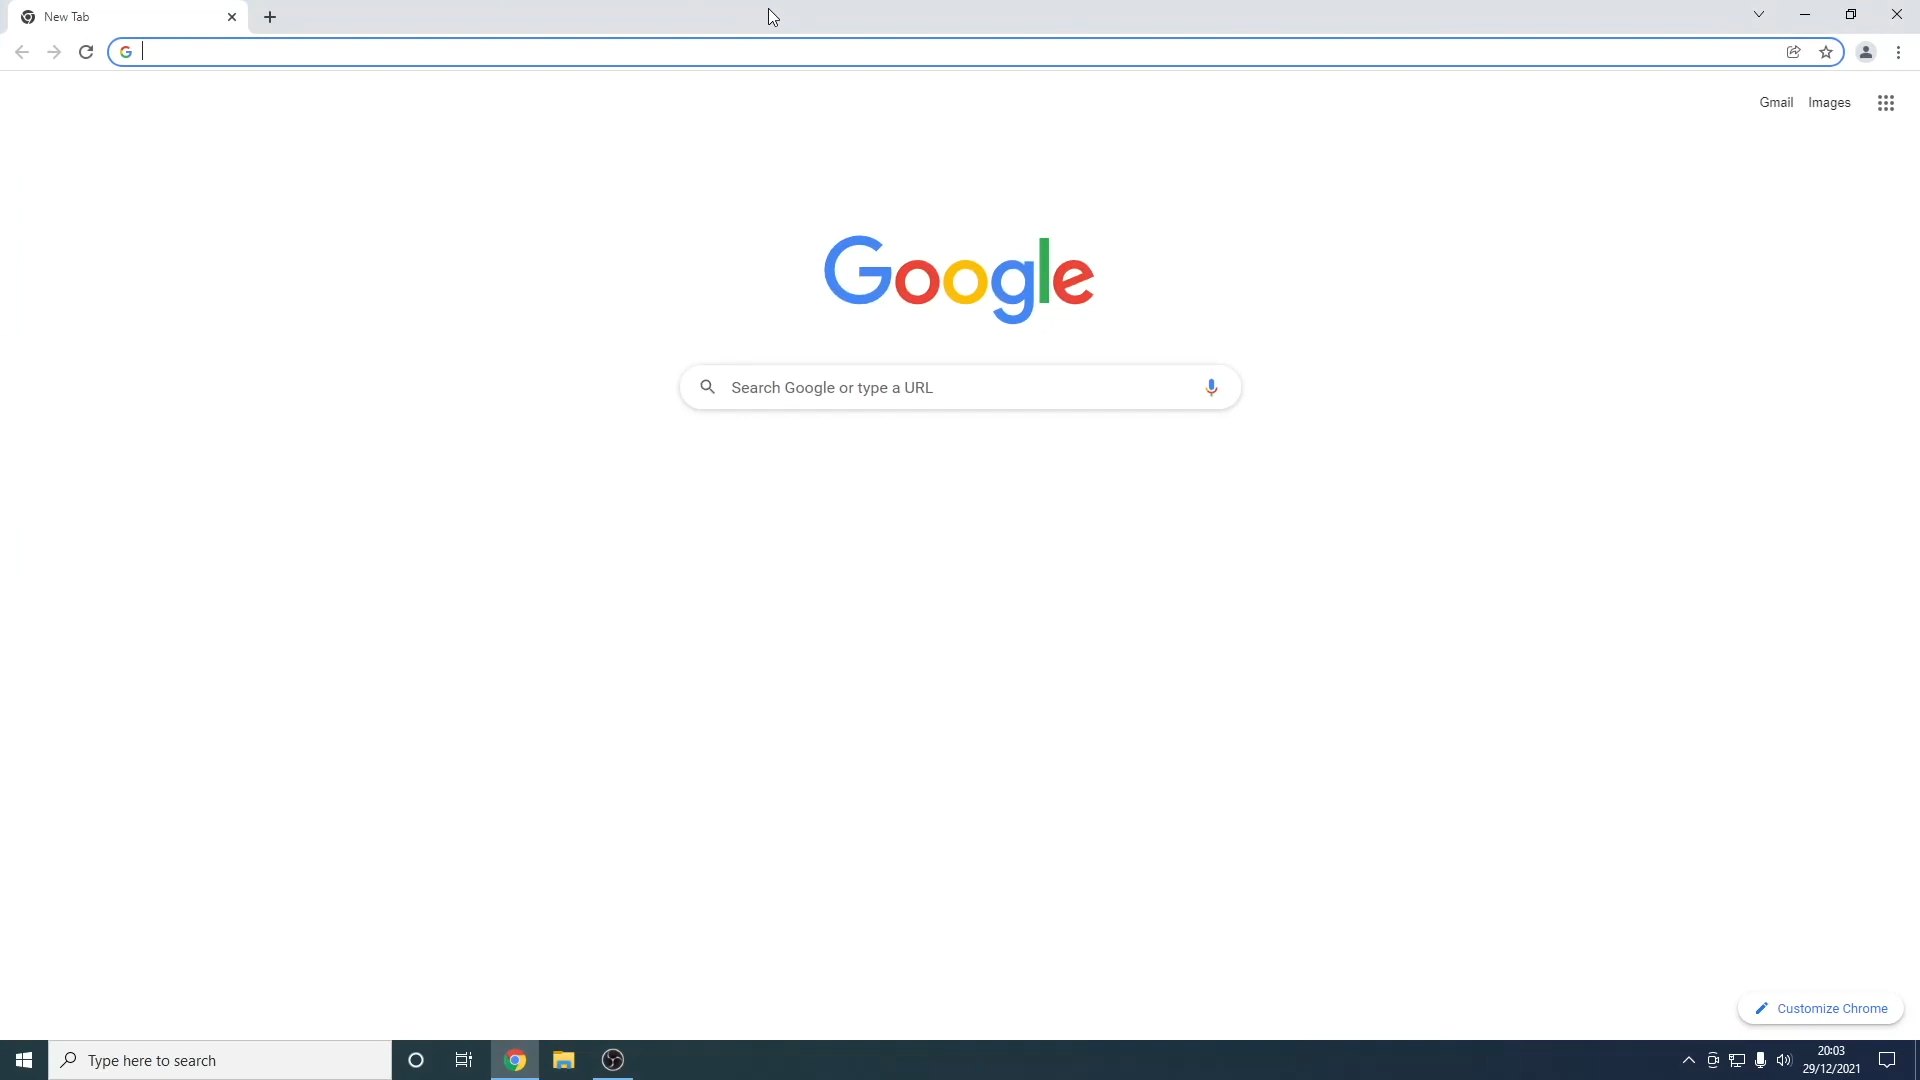 New Tab
Gmail Images
Google
Search Google or type a URL
Customize Chrome
Type here to search
20:03
29/12/2021